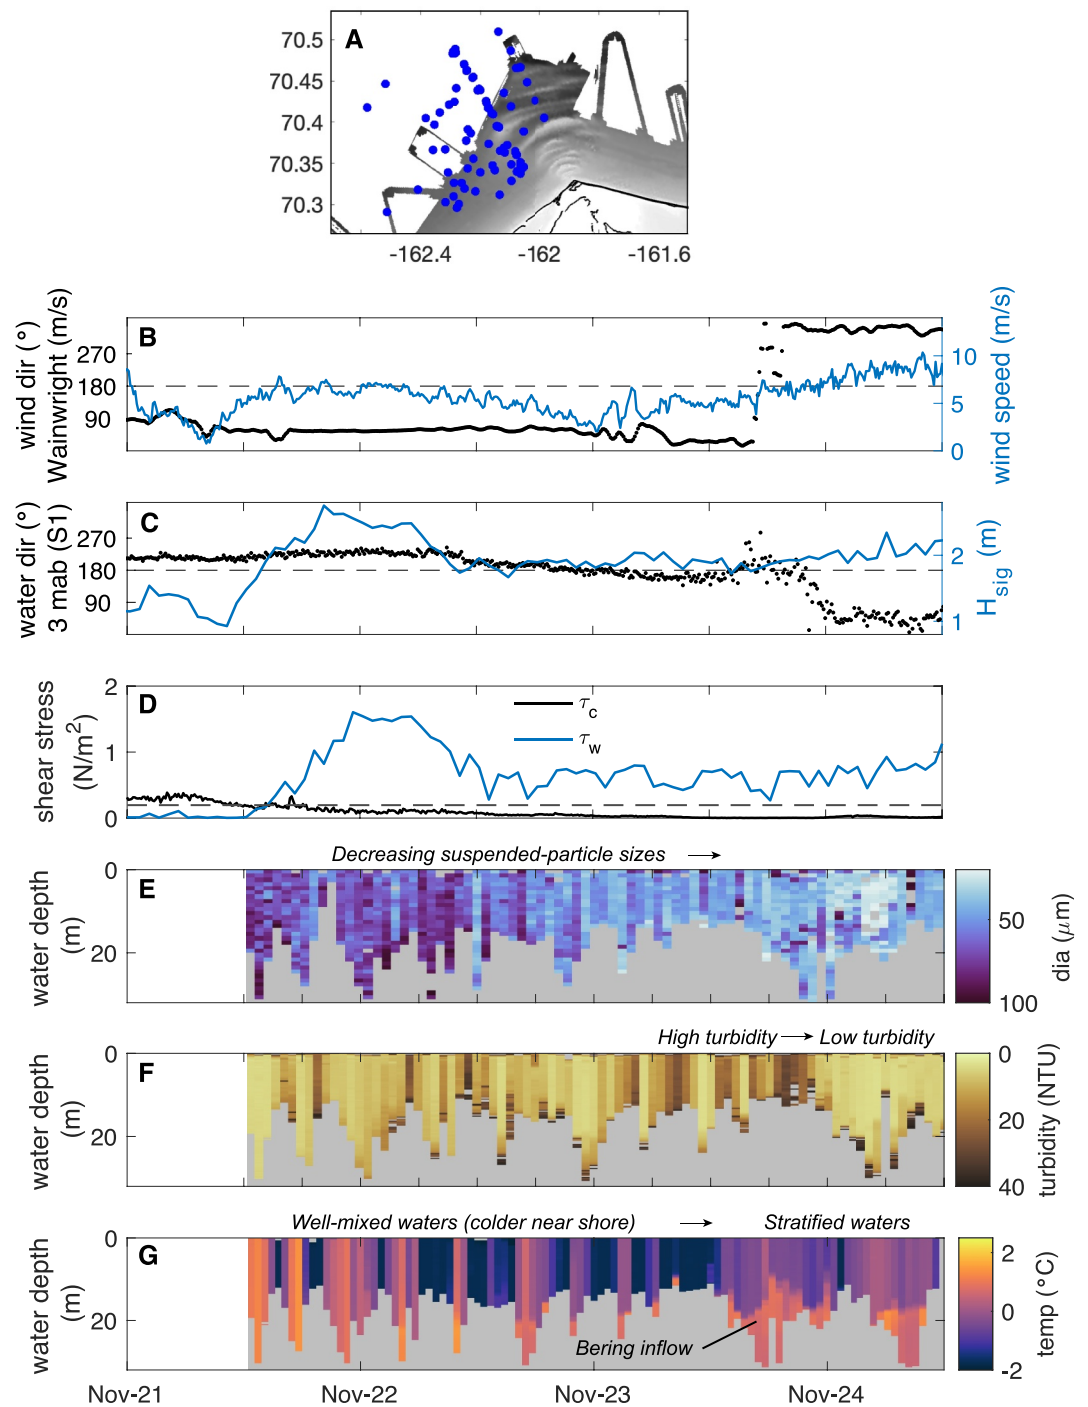 A
70.5
70.45
70.4
70.35
70.3
-162.4 -162 -161.6
B
wind dir (°)
Wainwright (m/s)
270
180
90
10
5
0
wind speed (m/s)
C
water dir (°)
3 mab (S1)
270
180
90
2
1
H_sig (m)
D
shear stress
(N/m²)
2
1
0
τ_c
τ_w
Decreasing suspended-particle sizes →
E
water depth
(m)
0
20
50
100
dia (μm)
High turbidity → Low turbidity
F
water depth
(m)
0
20
0
20
40
turbidity (NTU)
Well-mixed waters (colder near shore) → Stratified waters
G
water depth
(m)
0
20
Bering inflow
2
0
-2
temp (°C)
Nov-21 Nov-22 Nov-23 Nov-24